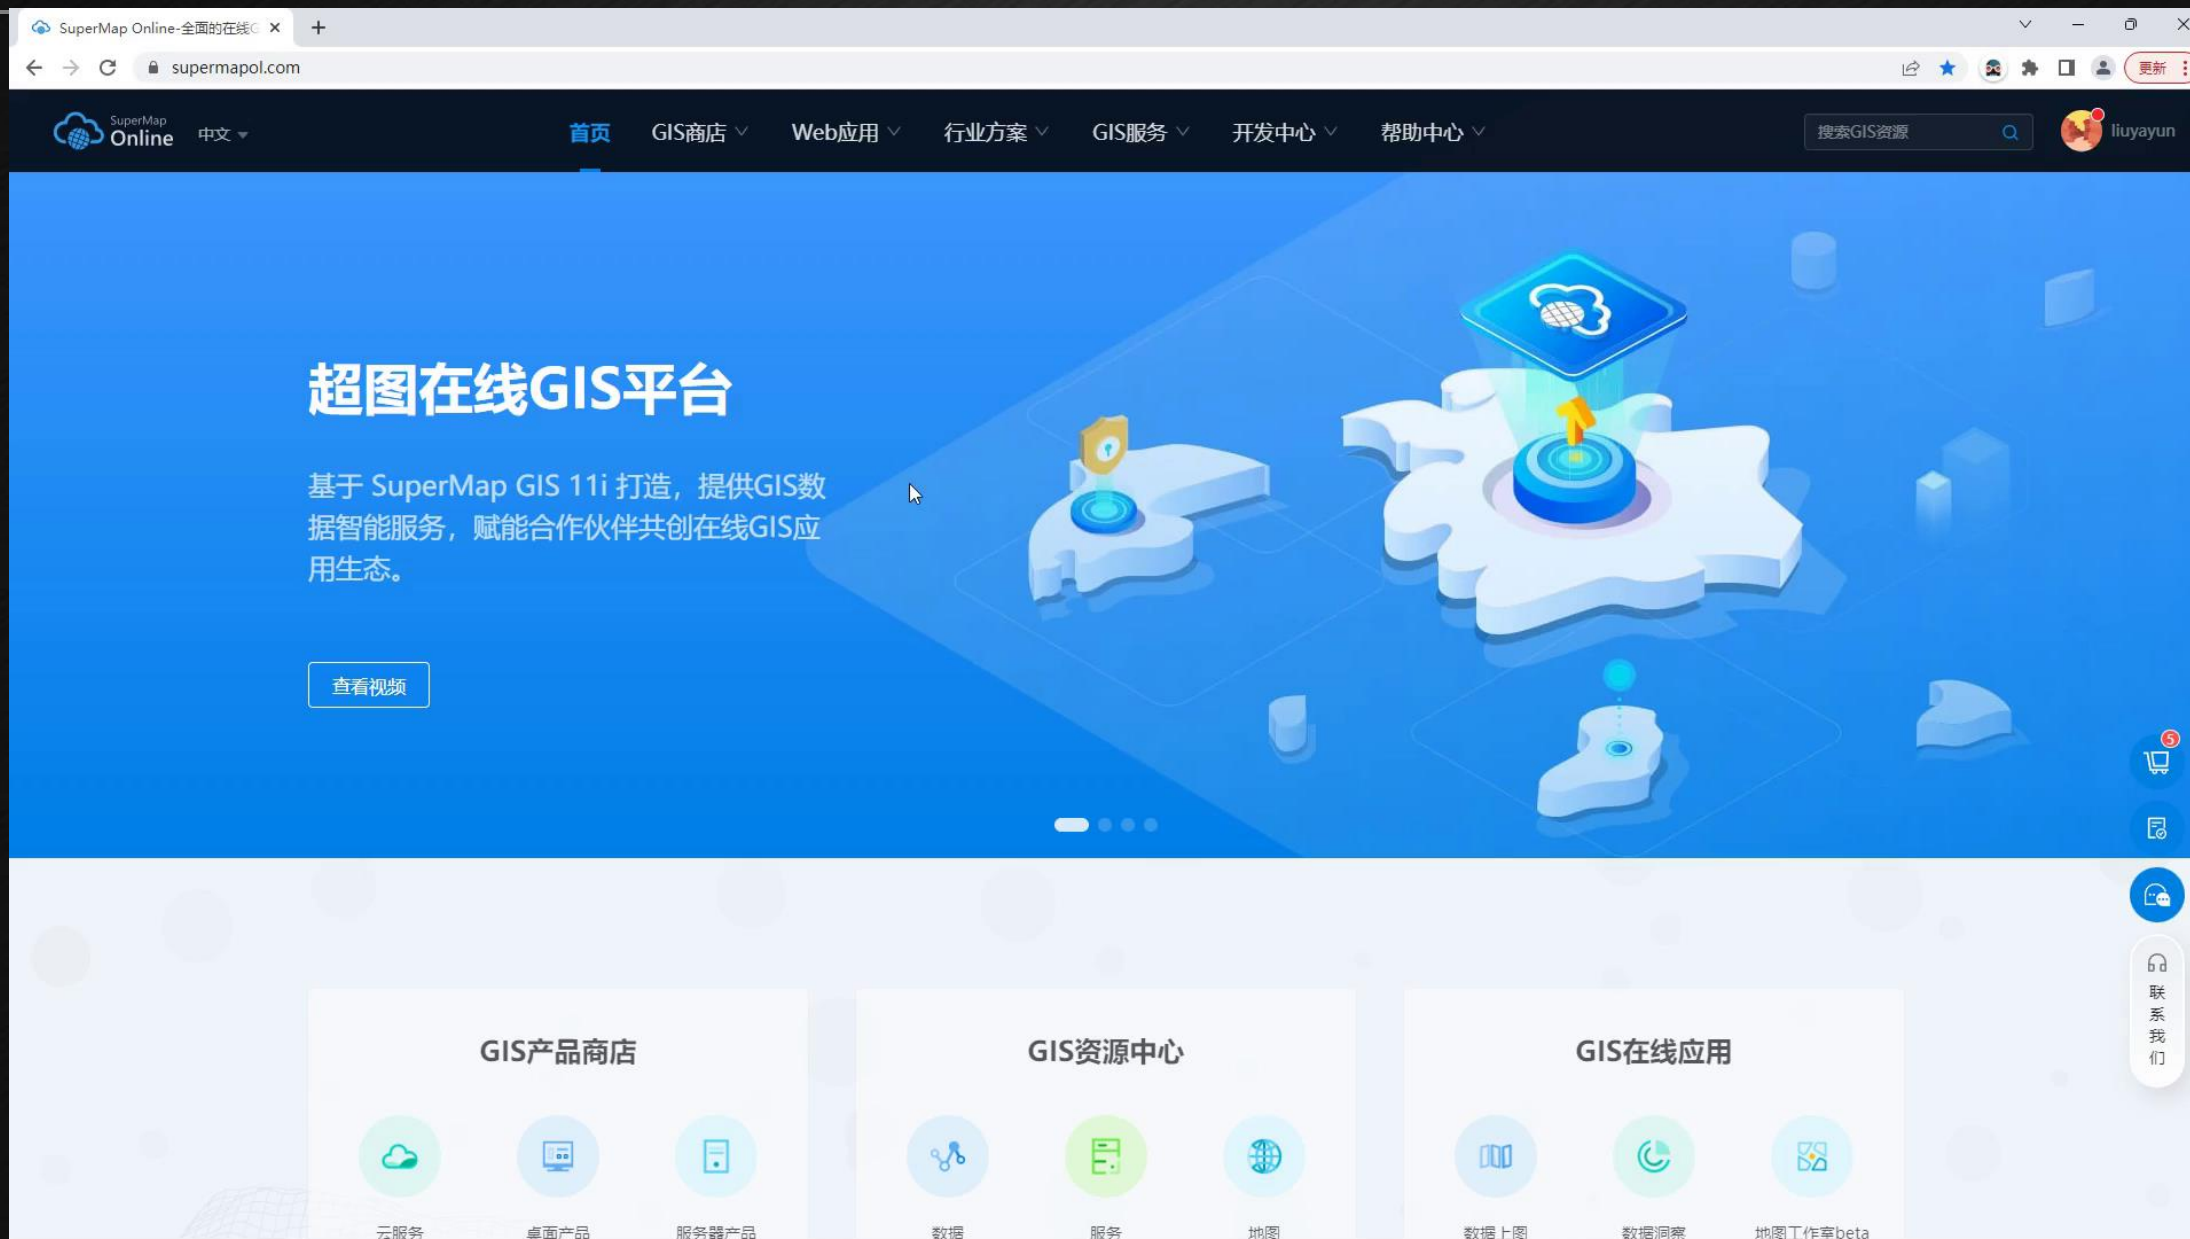 SuperMap Online-全面的在线G
supermapol.com
更新
SuperMap
Online
中文
首页
GIS商店
Web应用
行业方案
GIS服务
开发中心
帮助中心
搜索GIS资源
liuyayun
超图在线GIS平台
基于 SuperMap GIS 11i 打造，提供GIS数
据智能服务，赋能合作伙伴共创在线GIS应
用生态。
查看视频
5
联
系
我
们
GIS产品商店
GIS资源中心
GIS在线应用
云服务
桌面产品
服务器产品
数据
服务
地图
数据上图
数据洞察
地图工作室beta